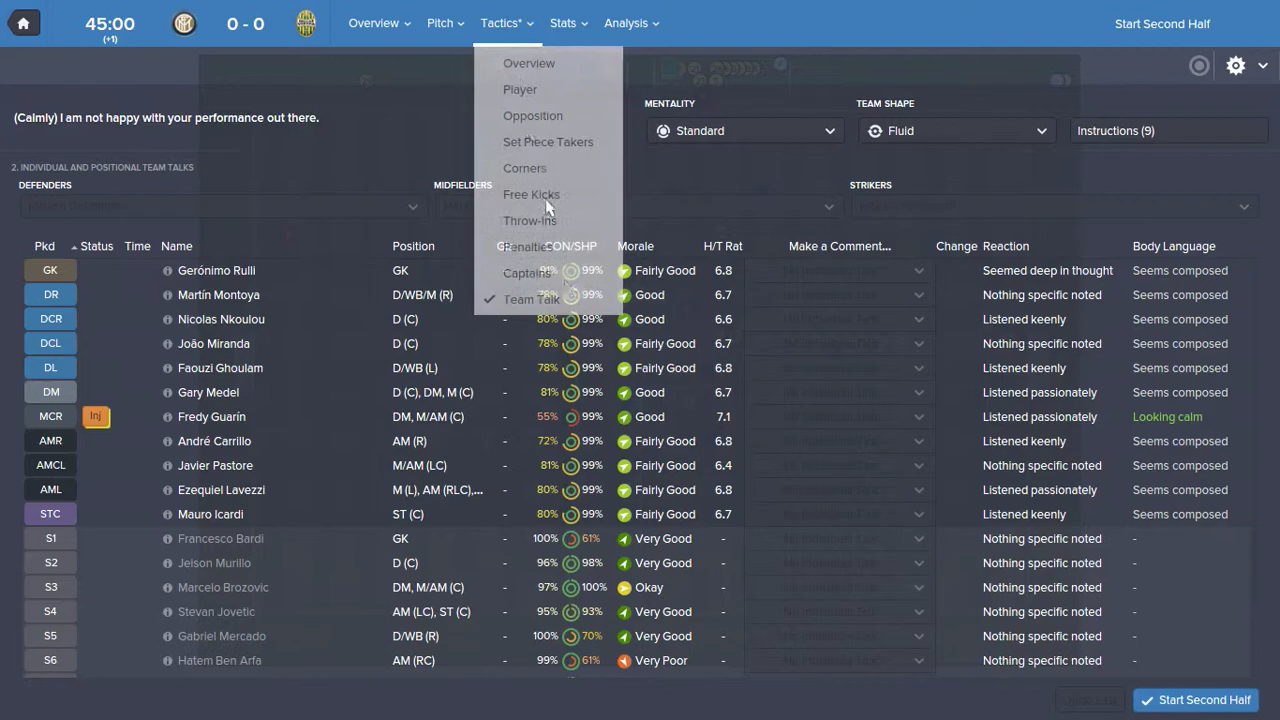 45:00 0 - 0 Overview Pitch Tactics* Stats Analysis Start Second Half
(+1)
Overview
Player
Opposition
Set Piece Takers
Corners
Free Kicks
Throw-Ins
Penalties
Captains
Team Talk
MENTALITY TEAM SHAPE
(Calmly) I am not happy with your performance out there.
Standard Fluid Instructions (9)
2. INDIVIDUAL AND POSITIONAL TEAM TALKS
DEFENDERS MIDFIELDERS STRIKERS
Pkd Status Time Name Position CON/SHP Morale H/T Rat Make a Comment... Change Reaction Body Language
GK Gerónimo Rulli GK 91% 99% Fairly Good 6.8 Seemed deep in thought Seems composed
DR Martín Montoya D/WB/M (R) - 99% Good 6.7 Nothing specific noted Seems composed
DCR Nicolas Nkoulou D (C) - 80% 99% Good 6.6 Listened keenly Seems composed
DCL João Miranda D (C) - 78% 99% Fairly Good 6.7 Nothing specific noted Seems composed
DL Faouzi Ghoulam D/WB (L) - 78% 99% Fairly Good 6.8 Listened keenly Seems composed
DM Gary Medel D (C), DM, M (C) - 81% 99% Good 6.7 Listened passionately Seems composed
MCR Inj Fredy Guarín DM, M/AM (C) - 55% 99% Good 7.1 Listened passionately Looking calm
AMR André Carrillo AM (R) - 72% 99% Fairly Good 6.8 Listened keenly Seems composed
AMCL Javier Pastore M/AM (LC) - 81% 99% Fairly Good 6.4 Nothing specific noted Seems composed
AML Ezequiel Lavezzi M (L), AM (RLC),... - 80% 99% Fairly Good 6.8 Listened passionately Seems composed
STC Mauro Icardi ST (C) - 80% 99% Fairly Good 6.7 Listened keenly Seems composed
S1 Francesco Bardi GK - 100% 61% Very Good - Nothing specific noted -
S2 Jeison Murillo D (C) - 96% 98% Very Good - Nothing specific noted -
S3 Marcelo Brozovic DM, M/AM (C) - 97% 100% Okay - Nothing specific noted -
S4 Stevan Jovetic AM (LC), ST (C) - 95% 93% Very Good - Nothing specific noted -
S5 Gabriel Mercado D/WB (R) - 100% 70% Very Good - Nothing specific noted -
S6 Hatem Ben Arfa AM (RC) - 99% 61% Very Poor - Nothing specific noted -
Start Second Half